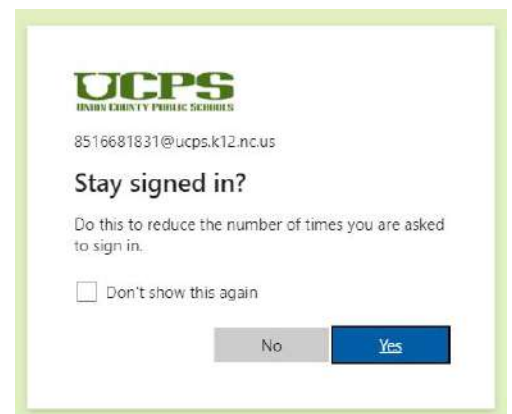 UCPS
UNION COUNTY PUBLIC SCHOOLS
8516681831@ucps.k12.nc.us
Stay signed in?
Do this to reduce the number of times you are asked
to sign in.
Don't show this again
No
Yes